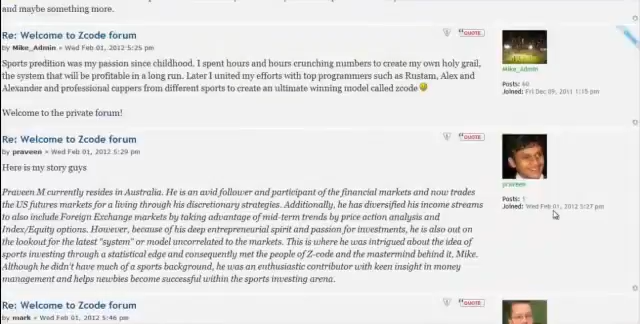 and maybe something more.
Re: Welcome to Zcode forum
QUOTE
by Mike_Admin » Wed Feb 01, 2012 5:25 pm
Sports predition was my passion since childhood. I spent hours and hours crunching numbers to create my own holy grail,
the system that will be profitable in a long run. Later I united my efforts with top programmers such as Rustam, Alex and
Alexander and professional cappers from different sports to create an ultimate winning model called zcode
Welcome to the private forum!
Mike_Admin
Posts: 60
Joined: Fri Dec 09, 2011 1:15 pm
Re: Welcome to Zcode forum
QUOTE
by praveen » Wed Feb 01, 2012 5:29 pm
Here is my story guys
Praveen M currently resides in Australia. He is an avid follower and participant of the financial markets and now trades
the US futures markets for a living through his discretionary strategies. Additionally, he has diversified his income streams
to also include Foreign Exchange markets by taking advantage of mid-term trends by price action analysis and
Index/Equity options. However, because of his deep entrepreneurial spirit and passion for investments, he is also out on
the lookout for the latest "system" or model uncorrelated to the markets. This is where he was intrigued about the idea of
sports investing through a statistical edge and consequently met the people of Z-code and the mastermind behind it, Mike.
Although he didn't have much of a sports background, he was an enthusiastic contributor with keen insight in money
management and helps newbies become successful within the sports investing arena.
praveen
Posts: 1
Joined: Wed Feb 01, 2012 5:27 pm
Re: Welcome to Zcode forum
QUOTE
by mark » Wed Feb 01, 2012 5:46 pm